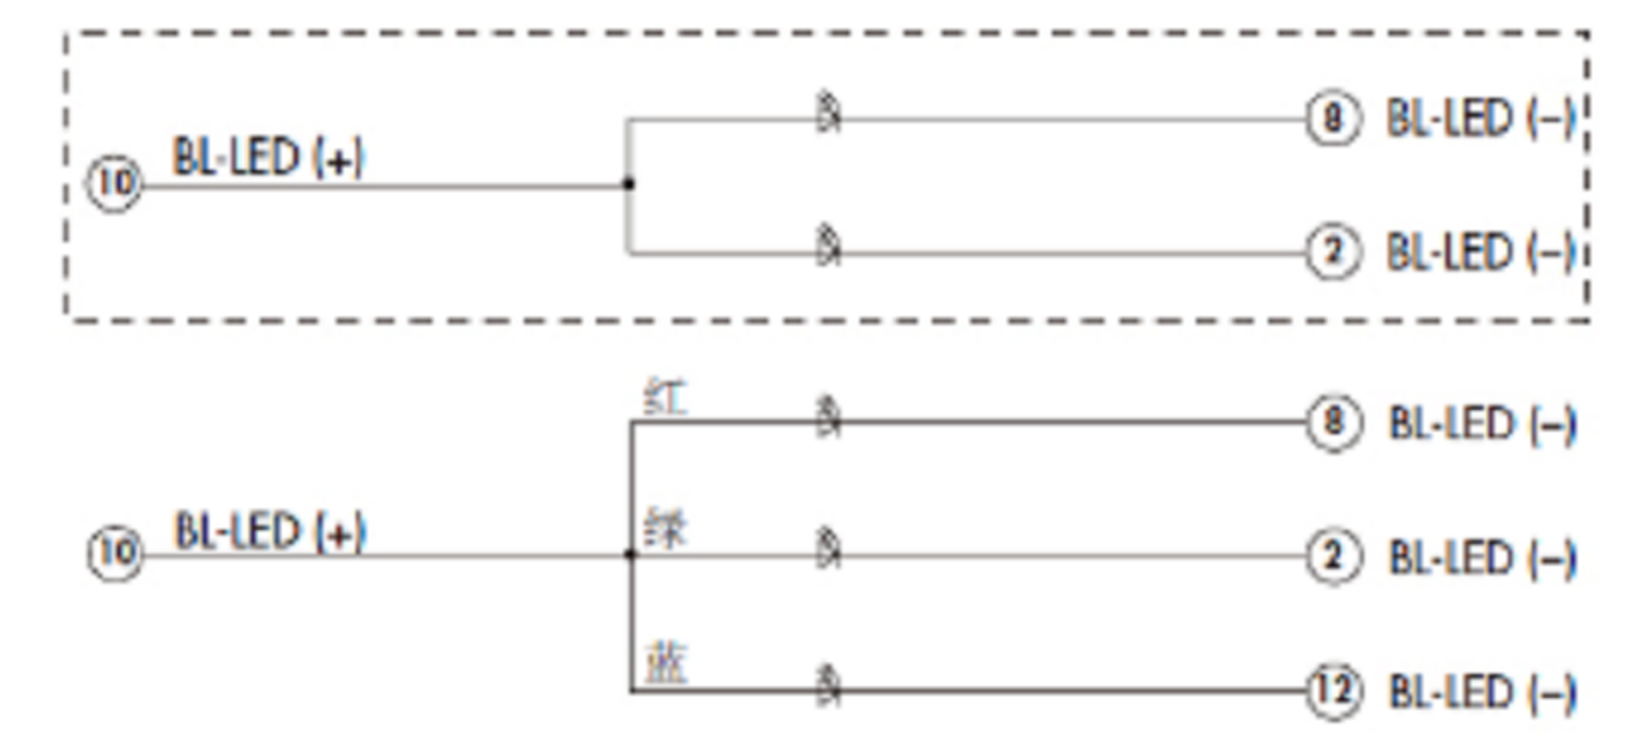 8 BL-LED (–)
10 BL-LED (+)
2 BL-LED (–)
红
8 BL-LED (–)
绿
10 BL-LED (+)
2 BL-LED (–)
蓝
12 BL-LED (–)